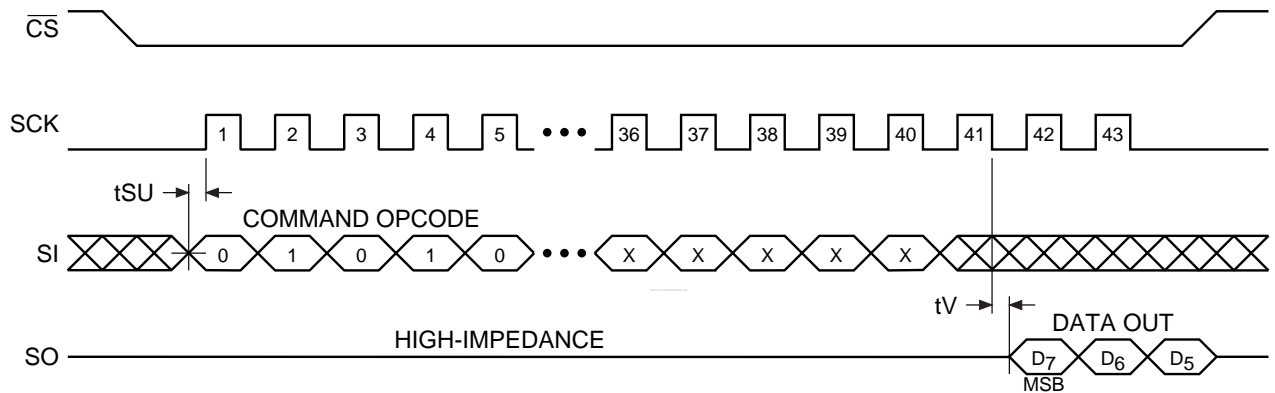 CS
SCK 1 2 3 4 5 ••• 36 37 38 39 40 41 42 43
tSU
COMMAND OPCODE
SI 0 1 0 1 0 ••• X X X X X
tV
HIGH-IMPEDANCE
DATA OUT
SO D7 D6 D5
MSB